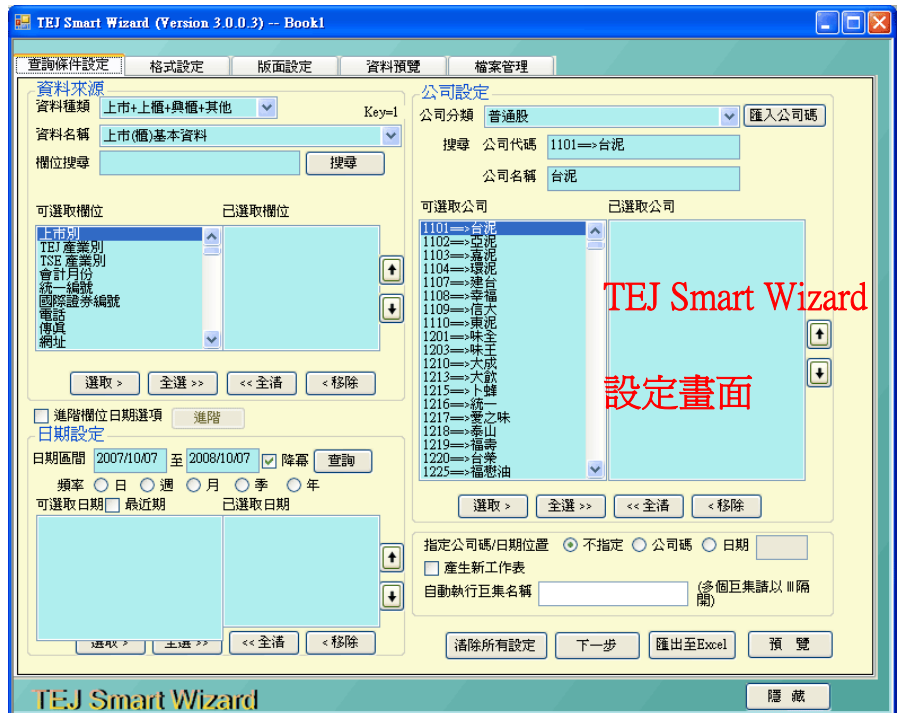 TEJ Smart Wizard (Version 3.0.0.3) -- Book1
查詢條件設定 格式設定 版面設定 資料預覽 檔案管理
資料來源
資料種類 上市+上櫃+興櫃+其他 Key=1
資料名稱 上市(櫃)基本資料
欄位搜尋 搜尋
可選取欄位 已選取欄位
上市別
TEJ 產業別
TSE 產業別
會計月份
統一編號
國際證券編號
電話
傳真
網址
選取 > 全選 >> << 全清 < 移除
進階欄位日期選項 進階
日期設定
日期區間 2007/10/07 至 2008/10/07 降冪 查詢
頻率 日 週 月 季 年
可選取日期 最近期 已選取日期
選取 > 全選 >> << 全清 < 移除
公司設定
公司分類 普通股 匯入公司碼
搜尋 公司代碼 1101==>台泥
公司名稱 台泥
可選取公司 已選取公司
1101==>台泥
1102==>亞泥
1103==>嘉泥
1104==>環泥
1107==>建台
1108==>幸福
1109==>信大
1110==>東泥
1201==>味全
1203==>味王
1210==>大成
1213==>大飲
1215==>卜蜂
1216==>統一
1217==>愛之味
1218==>泰山
1219==>福壽
1220==>台榮
1225==>福懋油
TEJ Smart Wizard
設定畫面
選取 > 全選 >> << 全清 < 移除
指定公司碼/日期位置 不指定 公司碼 日期
產生新工作表
自動執行巨集名稱 (多個巨集請以 ||| 隔
開)
清除所有設定 下一步 匯出至Excel 預 覽
TEJ Smart Wizard 隱 藏